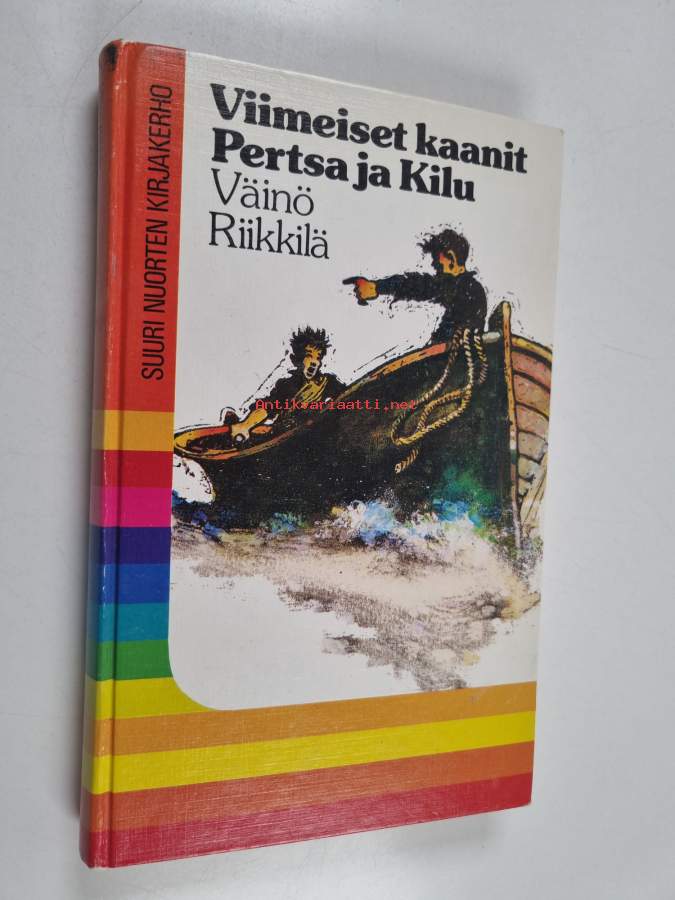 SUURI NUORTEN KIRJAKERHO
Viimeiset kaanit
Pertsa ja Kilu
Väinö
Riikkilä
Antikvariaatti.net